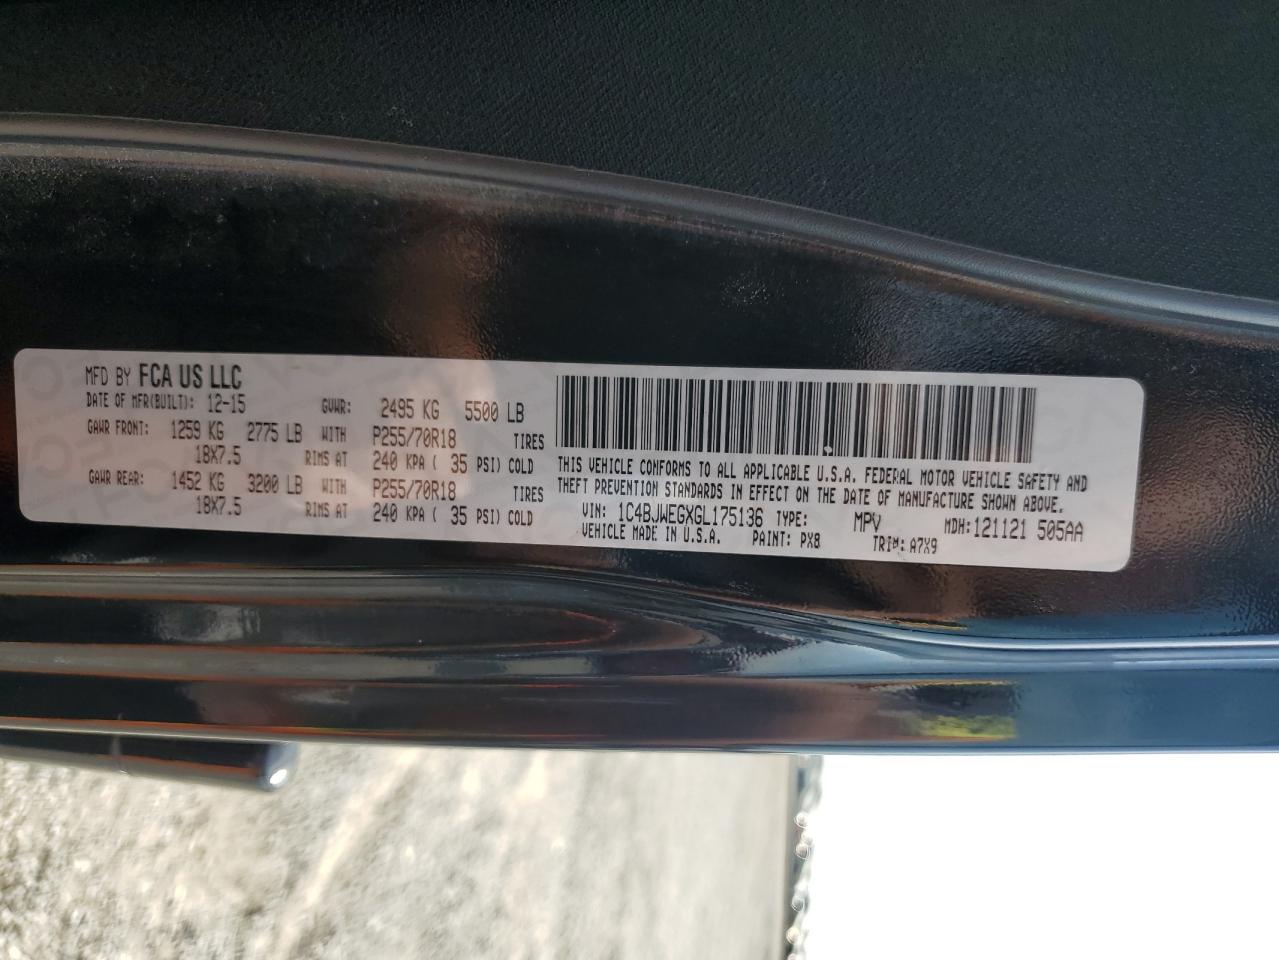 MFD BY FCA US LLC
DATE OF MFR(BUILT): 12-15 GVWR: 2495 KG 5500 LB
GAWR FRONT: 1259 KG 2775 LB WITH P255/70R18 TIRES
18X7.5 RIMS AT 240 KPA ( 35 PSI) COLD
GAWR REAR: 1452 KG 3200 LB WITH P255/70R18 TIRES
18X7.5 RIMS AT 240 KPA ( 35 PSI) COLD
THIS VEHICLE CONFORMS TO ALL APPLICABLE U.S.A. FEDERAL MOTOR VEHICLE SAFETY AND
THEFT PREVENTION STANDARDS IN EFFECT ON THE DATE OF MANUFACTURE SHOWN ABOVE.
VIN: 1C4BJWEGXGL175136 TYPE: MPV MDH: 121121 505AA
VEHICLE MADE IN U.S.A. PAINT: PX8 TRIM: A7X9